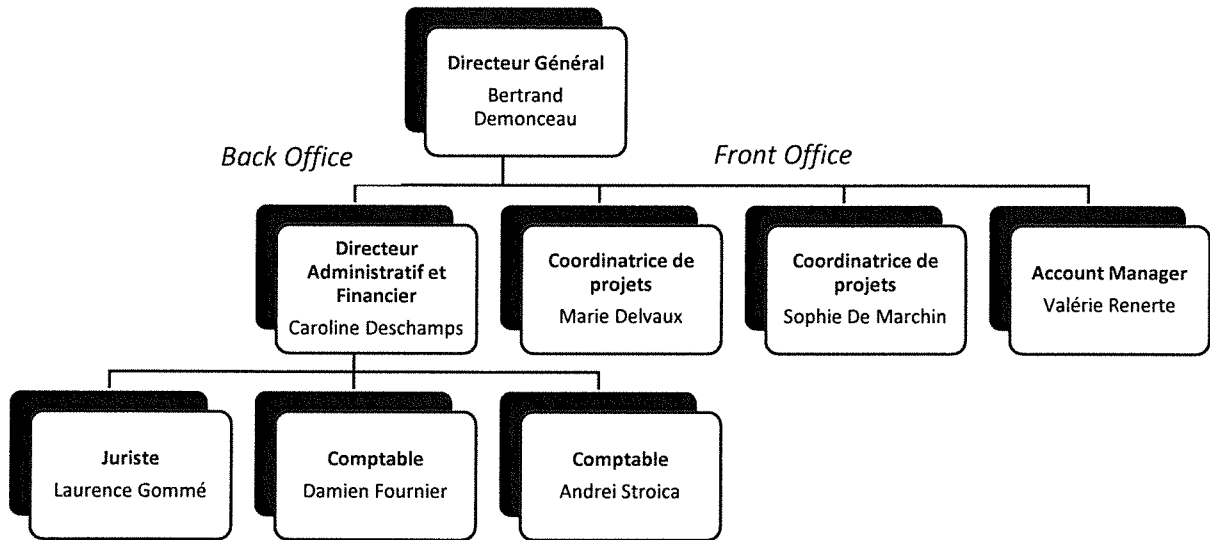 Directeur Général
Bertrand
Demonceau
Back Office
Front Office
Directeur
Administratif et
Financier
Caroline Deschamps
Coordinatrice de
projets
Marie Delvaux
Coordinatrice de
projets
Sophie De Marchin
Account Manager
Valérie Renerte
Juriste
Laurence Gommé
Comptable
Damien Fournier
Comptable
Andrei Stroica